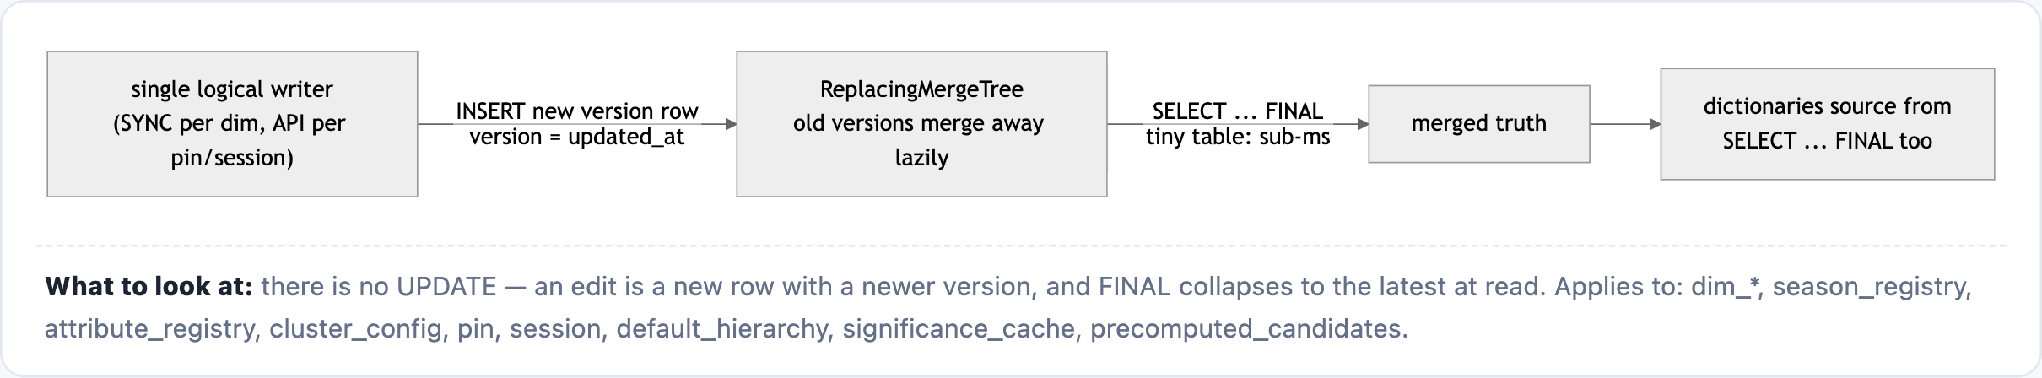 single logical writer
(SYNC per dim, API per
pin/session)
INSERT new version row
version = updated_at
ReplacingMergeTree
old versions merge away
lazily
SELECT ... FINAL
tiny table: sub-ms
merged truth
dictionaries source from
SELECT ... FINAL too
What to look at: there is no UPDATE — an edit is a new row with a newer version, and FINAL collapses to the latest at read. Applies to: dim_*, season_registry,
attribute_registry, cluster_config, pin, session, default_hierarchy, significance_cache, precomputed_candidates.